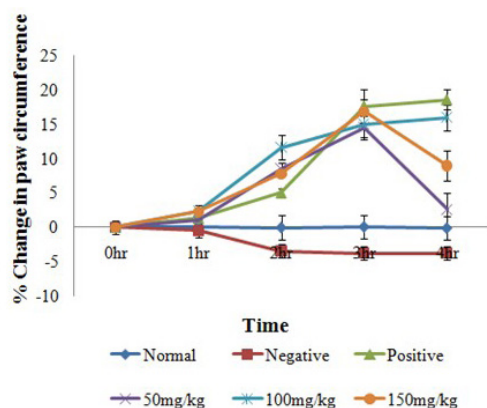 % Change in paw circumference
25
20
15
10
5
0
-5
-10
0hr
1hr
2hr
3hr
4hr
Time
Normal
Negative
Positive
50mg/kg
100mg/kg
150mg/kg